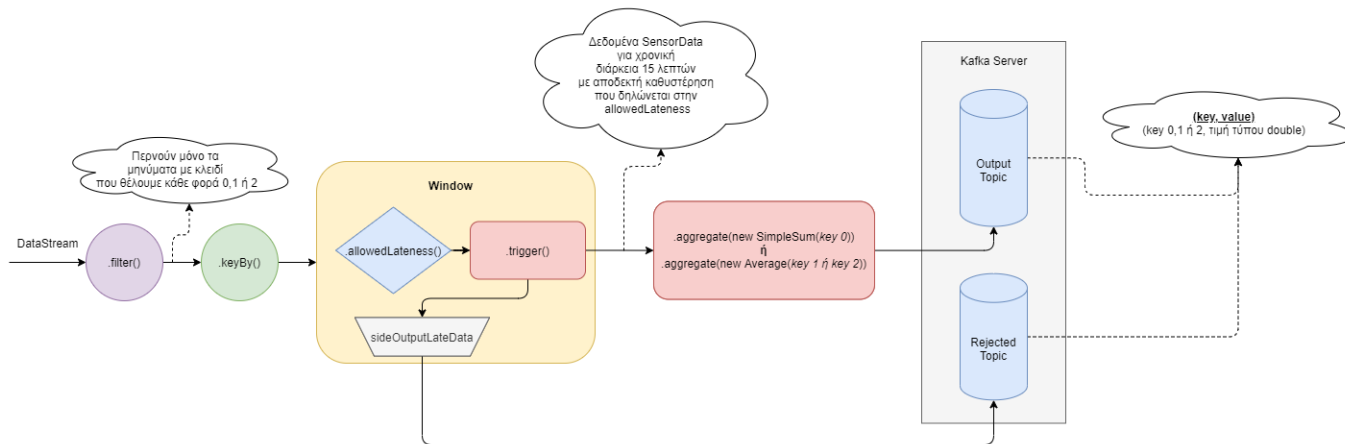 Δεδομένα SensorData
για χρονική
διάρκεια 15 λεπτών
με αποδεκτή καθυστέρηση
που δηλώνεται στην
allowedLateness
Kafka Server
(key, value)
(key 0,1 ή 2, τιμή τύπου double)
Περνούν μόνο τα
μηνύματα με κλειδί
που θέλουμε κάθε φορά 0,1 ή 2
Output
Topic
Window
DataStream
.filter()
.keyBy()
.allowedLateness()
.trigger()
.aggregate(new SimpleSum(key 0))
ή
.aggregate(new Average(key 1 ή key 2))
sideOutputLateData
Rejected
Topic